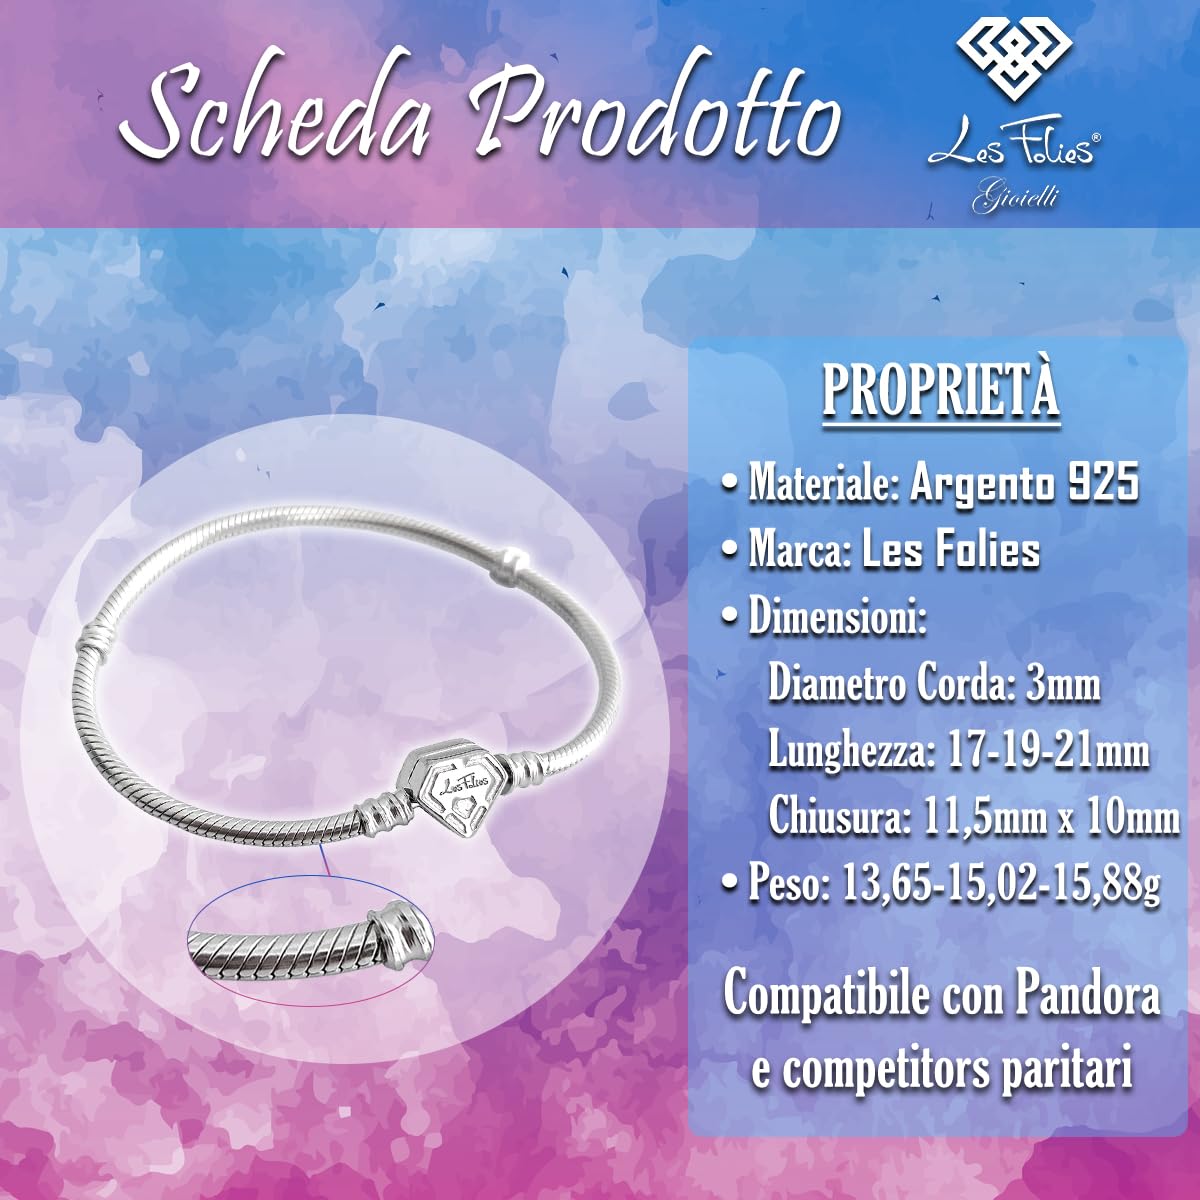 Scheda Prodotto
Les Folies®
Gioielli
PROPRIETÀ
• Materiale: Argento 925
• Marca: Les Folies
• Dimensioni:
Diametro Corda: 3mm
Lunghezza: 17-19-21mm
Chiusura: 11,5mm x 10mm
• Peso: 13,65-15,02-15,88g
Compatibile con Pandora
e competitors paritari
Les Folies